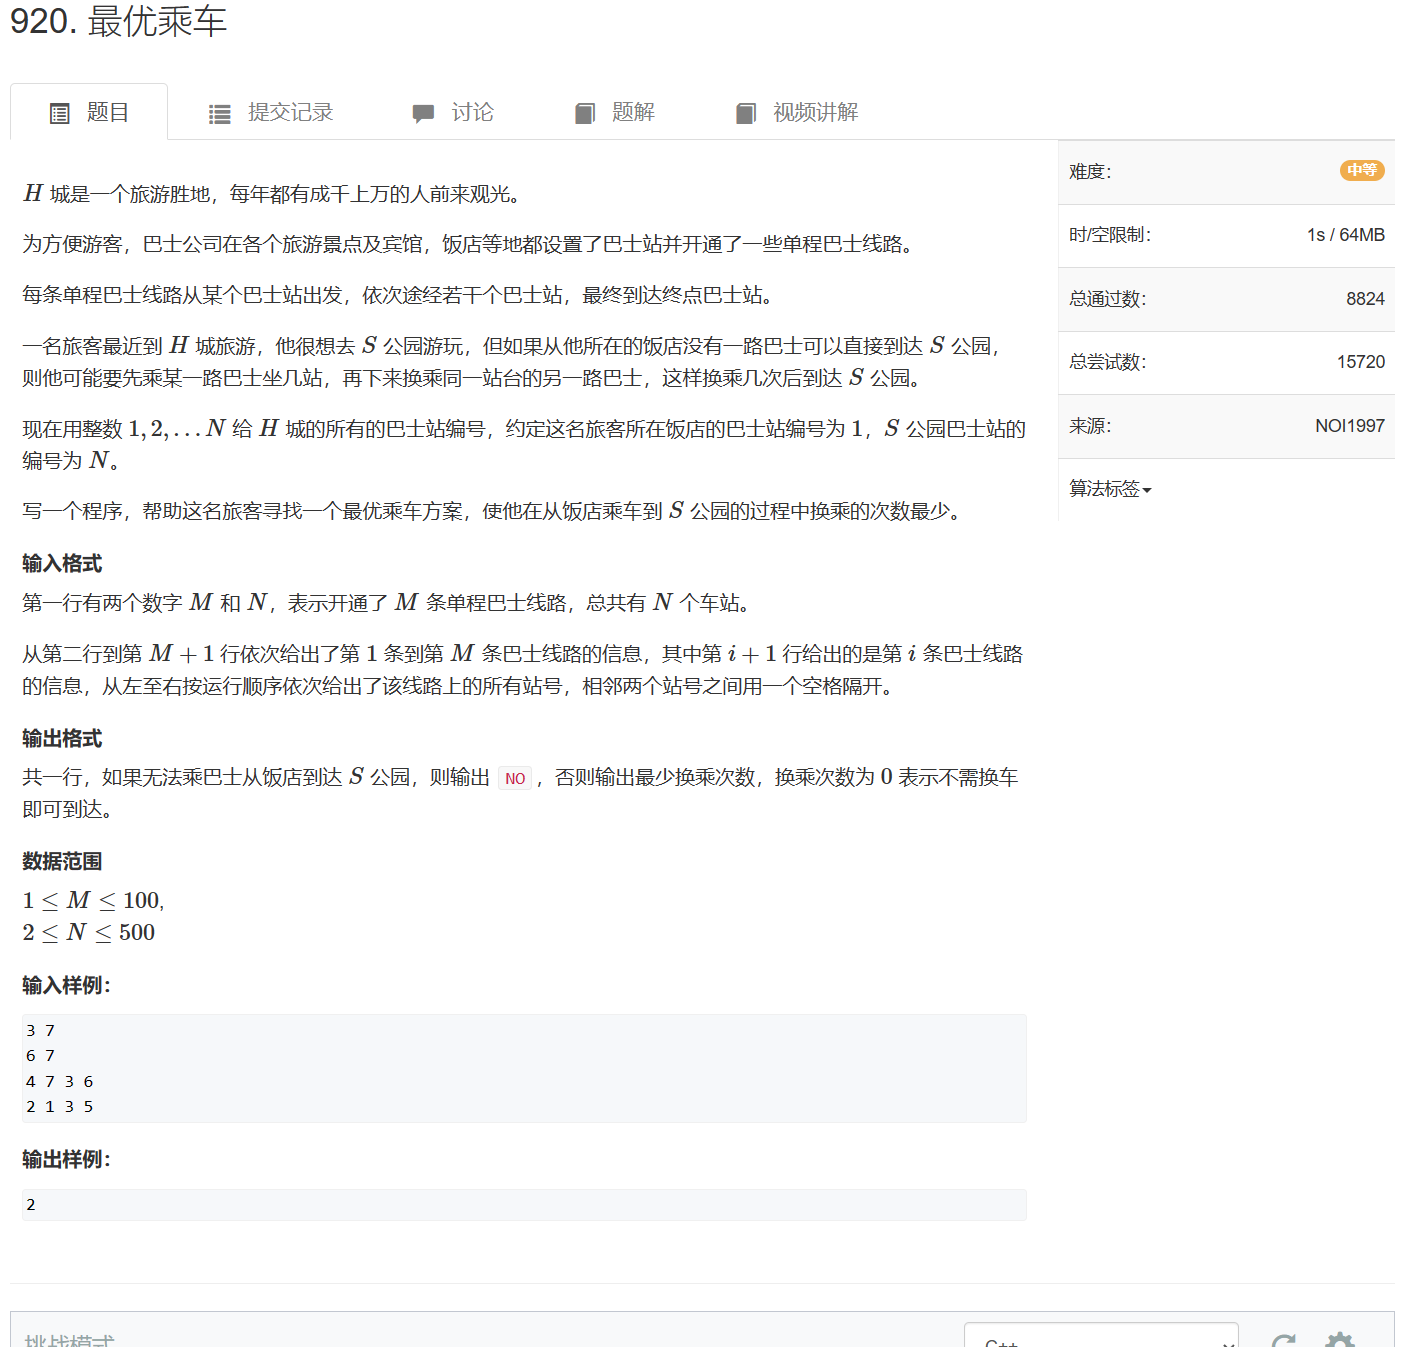 920. 最优乘车
题目 提交记录 讨论 题解 视频讲解
H 城是一个旅游胜地，每年都有成千上万的人前来观光。
为方便游客，巴士公司在各个旅游景点及宾馆，饭店等地都设置了巴士站并开通了一些单程巴士线路。
每条单程巴士线路从某个巴士站出发，依次途经若干个巴士站，最终到达终点巴士站。
一名旅客最近到 H 城旅游，他很想去 S 公园游玩，但如果从他所在的饭店没有一路巴士可以直接到达 S 公园，
则他可能要先乘某一路巴士坐几站，再下来换乘同一站台的另一路巴士，这样换乘几次后到达 S 公园。
现在用整数 1, 2, … N 给 H 城的所有的巴士站编号，约定这名旅客所在饭店的巴士站编号为 1，S 公园巴士站的
编号为 N。
写一个程序，帮助这名旅客寻找一个最优乘车方案，使他在从饭店乘车到 S 公园的过程中换乘的次数最少。
输入格式
第一行有两个数字 M 和 N，表示开通了 M 条单程巴士线路，总共有 N 个车站。
从第二行到第 M + 1 行依次给出了第 1 条到第 M 条巴士线路的信息，其中第 i + 1 行给出的是第 i 条巴士线路
的信息，从左至右按运行顺序依次给出了该线路上的所有站号，相邻两个站号之间用一个空格隔开。
输出格式
共一行，如果无法乘巴士从饭店到达 S 公园，则输出 NO，否则输出最少换乘次数，换乘次数为 0 表示不需换车
即可到达。
数据范围
1 ≤ M ≤ 100,
2 ≤ N ≤ 500
输入样例：
3 7
6 7
4 7 3 6
2 1 3 5
输出样例：
2
难度： 中等
时/空限制： 1s / 64MB
总通过数： 8824
总尝试数： 15720
来源： NOI1997
算法标签
挑战模式
C++